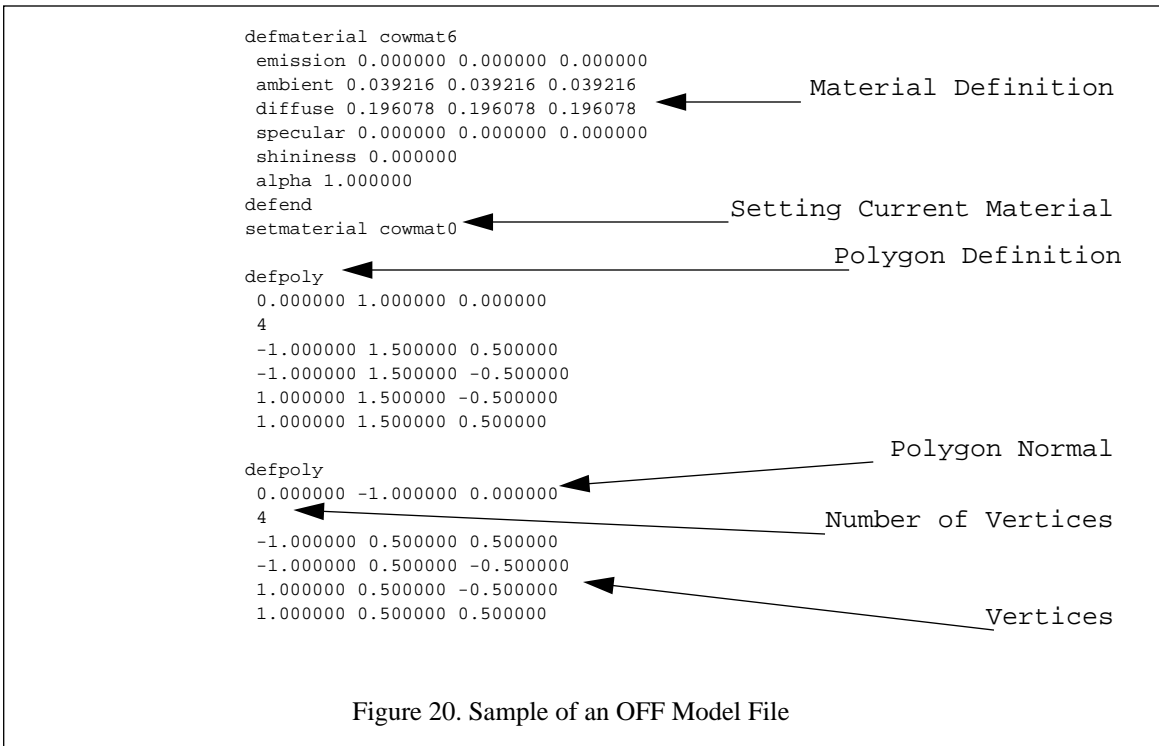 defmaterial cowmat6
emission 0.000000 0.000000 0.000000
ambient 0.039216 0.039216 0.039216
Material Definition
diffuse 0.196078 0.196078 0.196078
specular 0.000000 0.000000 0.000000
shininess 0.000000
alpha 1.000000
defend
Setting Current Material
setmaterial cowmat0
Polygon Definition
defpoly
0.000000 1.000000 0.000000
4
-1.000000 1.500000 0.500000
-1.000000 1.500000 -0.500000
1.000000 1.500000 -0.500000
1.000000 1.500000 0.500000
Polygon Normal
defpoly
0.000000 -1.000000 0.000000
4
Number of Vertices
-1.000000 0.500000 0.500000
-1.000000 0.500000 -0.500000
1.000000 0.500000 -0.500000
1.000000 0.500000 0.500000
Vertices
Figure 20. Sample of an OFF Model File